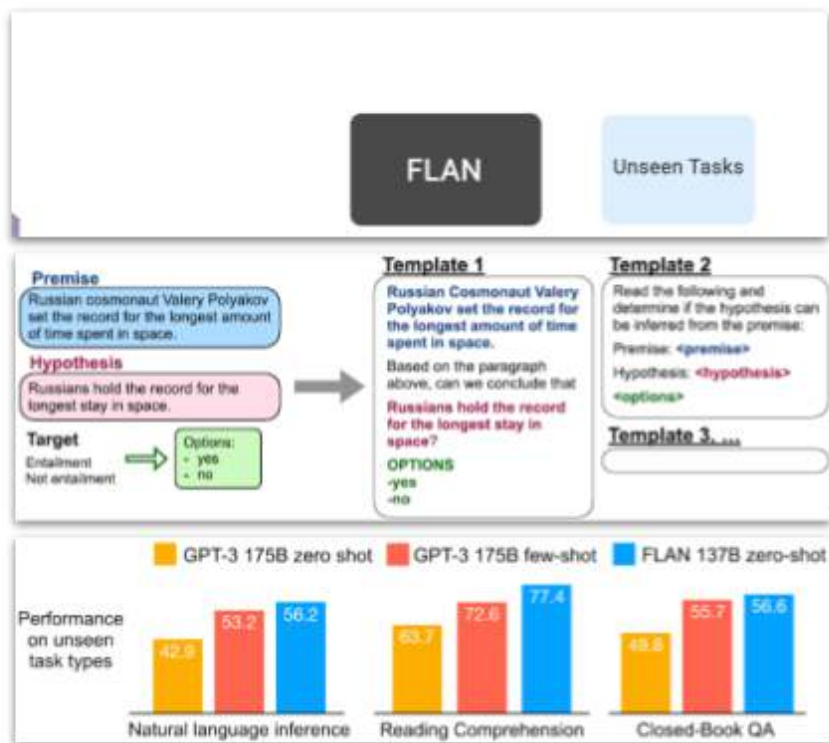 FLAN
Unseen Tasks
Premise
Russian cosmonaut Valery Polyakov
set the record for the longest amount
of time spent in space.
Hypothesis
Russians hold the record for the
longest stay in space.
Target
Entailment
Not entailment
Options:
- yes
- no
Template 1
Russian Cosmonaut Valery
Polyakov set the record for
the longest amount of time
spent in space.
Based on the paragraph
above, can we conclude that
Russians hold the record
for the longest stay in
space?
OPTIONS
-yes
-no
Template 2
Read the following and
determine if the hypothesis can
be inferred from the premise:
Premise: <premise>
Hypothesis: <hypothesis>
<options>
Template 3, ...
GPT-3 175B zero shot
GPT-3 175B few-shot
FLAN 137B zero-shot
Performance
on unseen
task types
42.9
53.2
56.2
Natural language inference
63.7
72.6
77.4
Reading Comprehension
49.8
55.7
56.6
Closed-Book QA